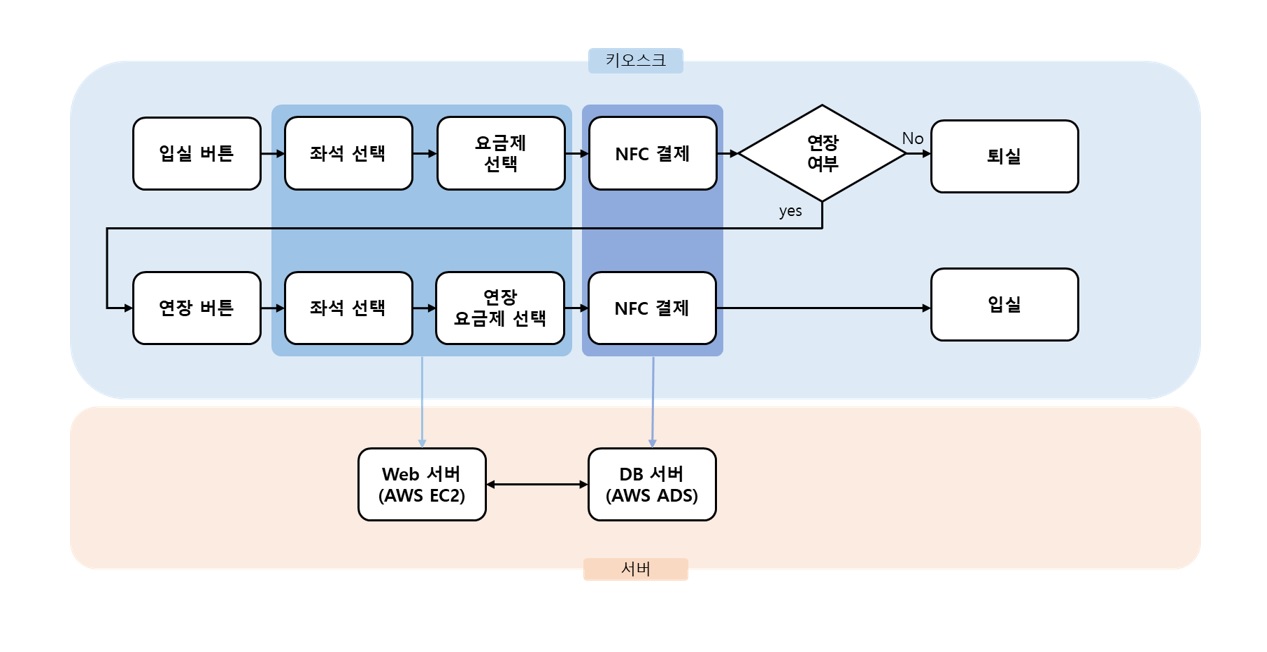 키오스크
입실 버튼
좌석 선택
요금제
선택
NFC 결제
연장
여부
No
퇴실
yes
연장 버튼
좌석 선택
연장
요금제 선택
NFC 결제
입실
Web 서버
(AWS EC2)
DB 서버
(AWS ADS)
서버